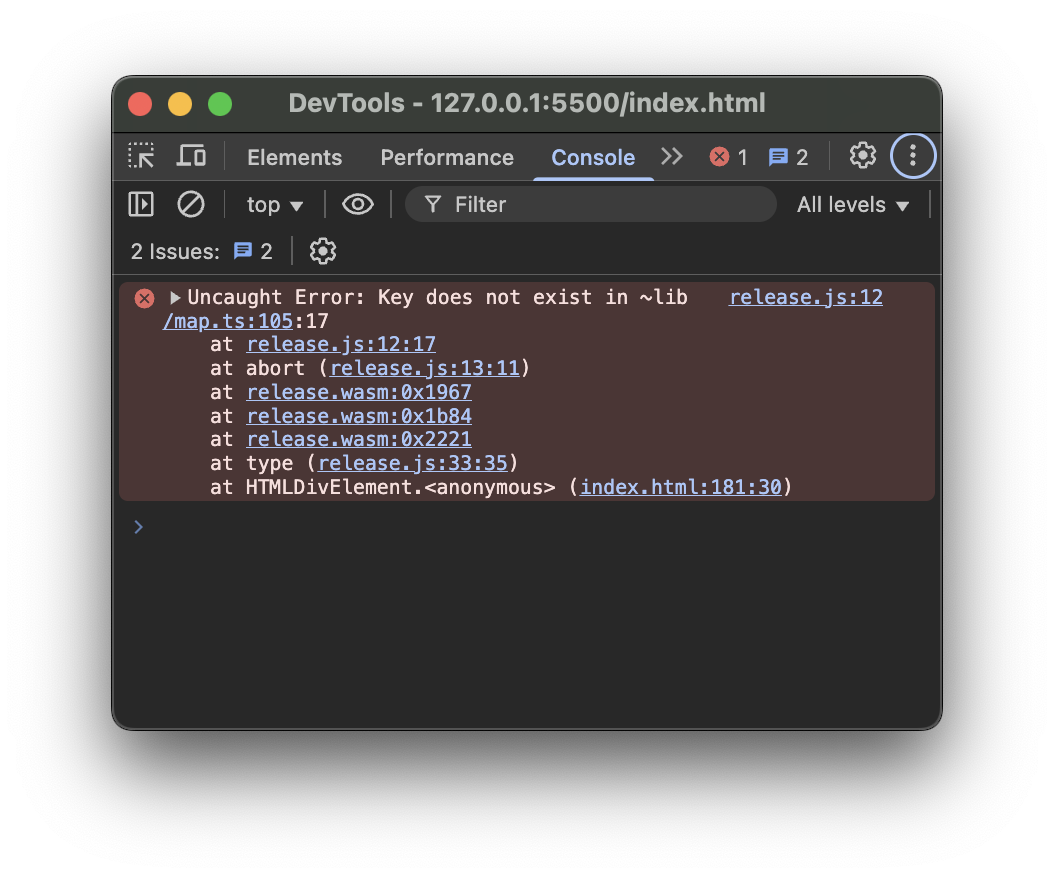 DevTools - 127.0.0.1:5500/index.html
Elements Performance Console 1 2
top Filter All levels
2 Issues: 2
Uncaught Error: Key does not exist in ~lib release.js:12
/map.ts:105:17
at release.js:12:17
at abort (release.js:13:11)
at release.wasm:0x1967
at release.wasm:0x1b84
at release.wasm:0x2221
at type (release.js:33:35)
at HTMLDivElement.<anonymous> (index.html:181:30)